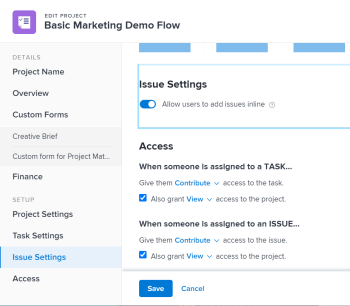 EDIT PROJECT
Basic Marketing Demo Flow
DETAILS
Project Name
Overview
Custom Forms
Creative Brief
Custom form for Project Mat...
Finance
SETUP
Project Settings
Task Settings
Issue Settings
Access
Issue Settings
Allow users to add issues inline
Access
When someone is assigned to a TASK...
Give them Contribute access to the task.
Also grant View access to the project.
When someone is assigned to an ISSUE...
Give them Contribute access to the issue.
Also grant View access to the project.
Save Cancel